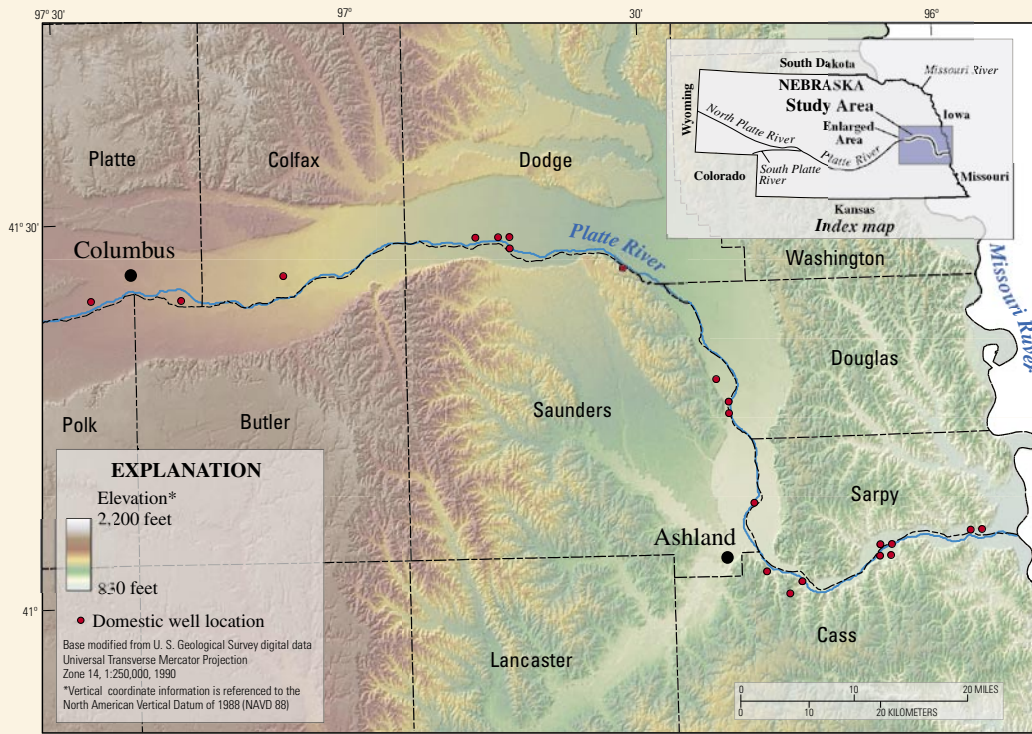 97° 30'
97°
30'
96°
41° 30'
41°
Platte
Colfax
Dodge
Columbus
Platte River
Washington
Missouri River
Douglas
Polk
Butler
Saunders
Sarpy
Ashland
Cass
Lancaster
South Dakota
Missouri River
NEBRASKA
Study Area
Wyoming
Iowa
North Platte River
Enlarged
Area
Platte River
Colorado
South Platte
River
Missouri
Kansas
Index map
EXPLANATION
Elevation*
2,200 feet
830 feet
Domestic well location
Base modified from U. S. Geological Survey digital data
Universal Transverse Mercator Projection
Zone 14, 1:250,000, 1990
*Vertical coordinate information is referenced to the
North American Vertical Datum of 1988 (NAVD 88)
0 10 20 MILES
0 10 20 KILOMETERS